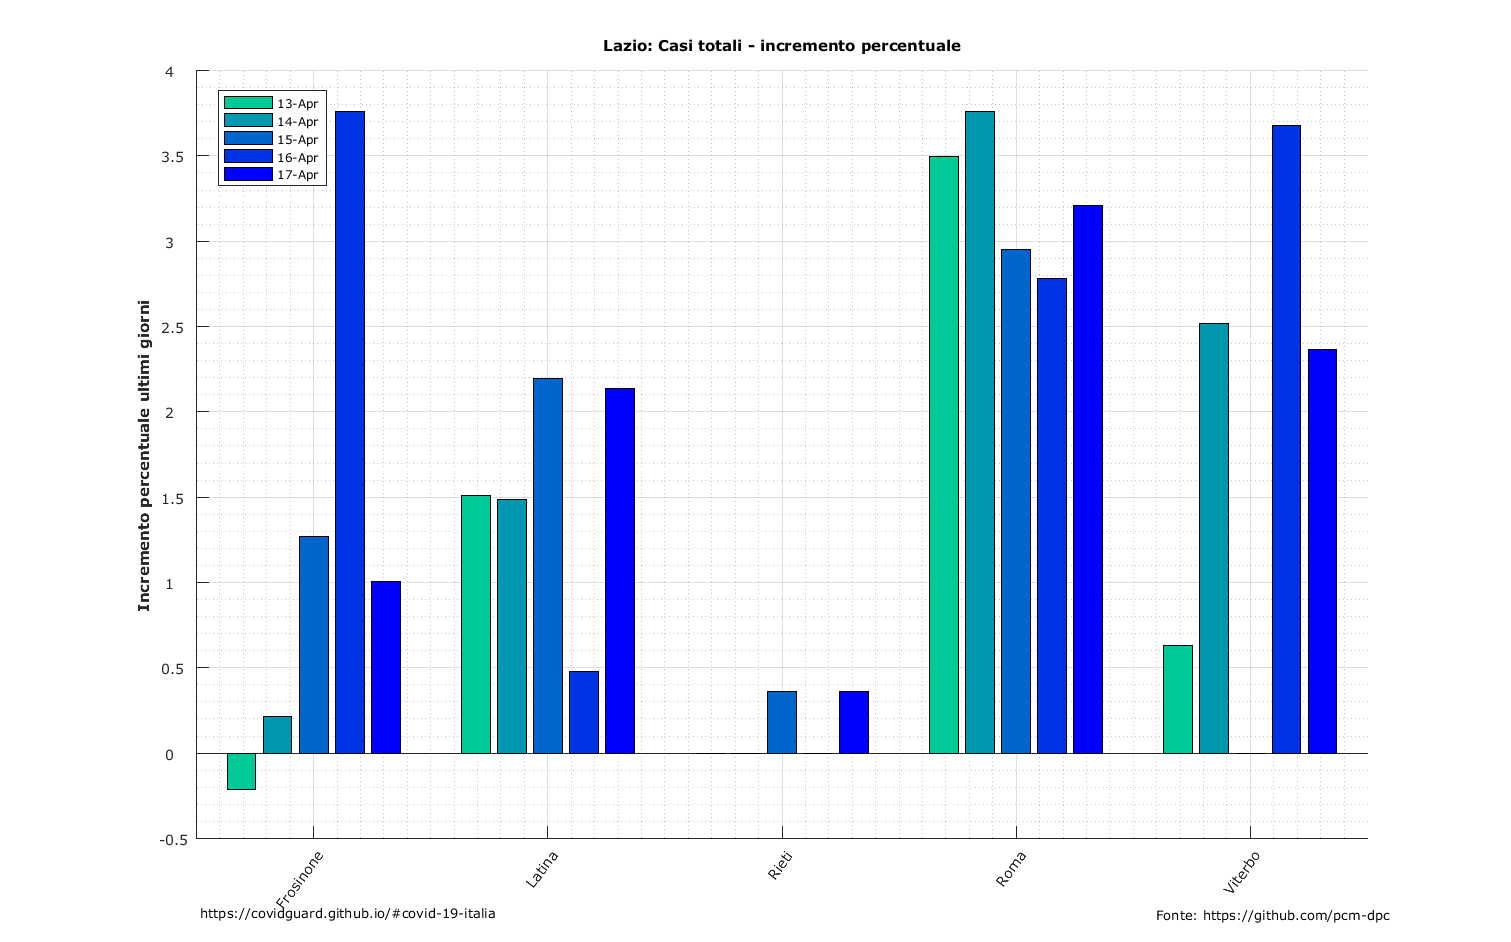 Lazio: Casi totali - incremento percentuale
4
3.5
3
2.5
2
1.5
1
0.5
0
-0.5
Incremento percentuale ultimi giorni
13-Apr
14-Apr
15-Apr
16-Apr
17-Apr
Frosinone
Latina
Rieti
Roma
Viterbo
https://covidguard.github.io/#covid-19-italia
Fonte: https://github.com/pcm-dpc